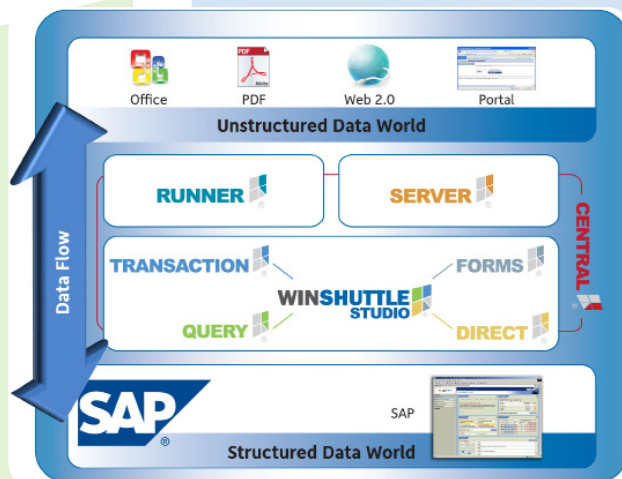 Office
PDF
Web 2.0
Portal
Adobe
Unstructured Data World
RUNNER ®
SERVER ®
CENTRAL ®
TRANSACTION ®
FORMS ®
WINSHUTTLE
STUDIO
QUERY ®
DIRECT ®
Data Flow
SAP ®
SAP
Structured Data World